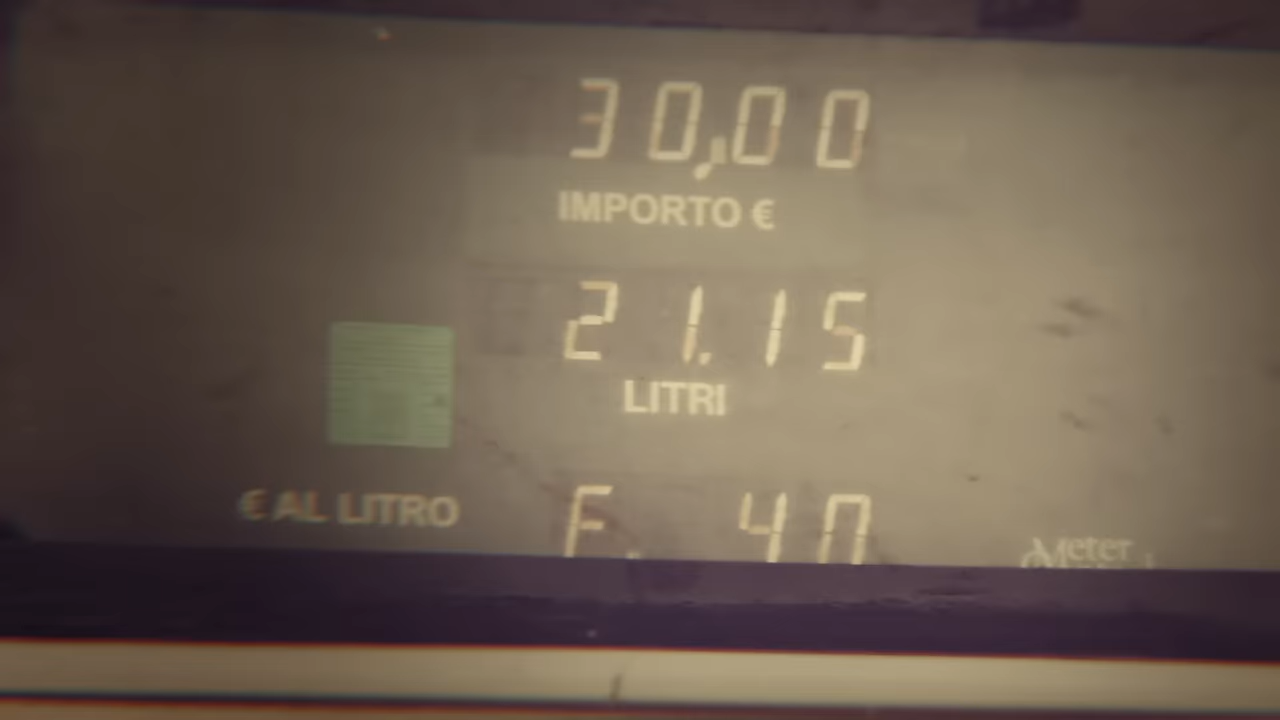 30,00
IMPORTO €
21.15
LITRI
€ AL LITRO
F. 40
Meter